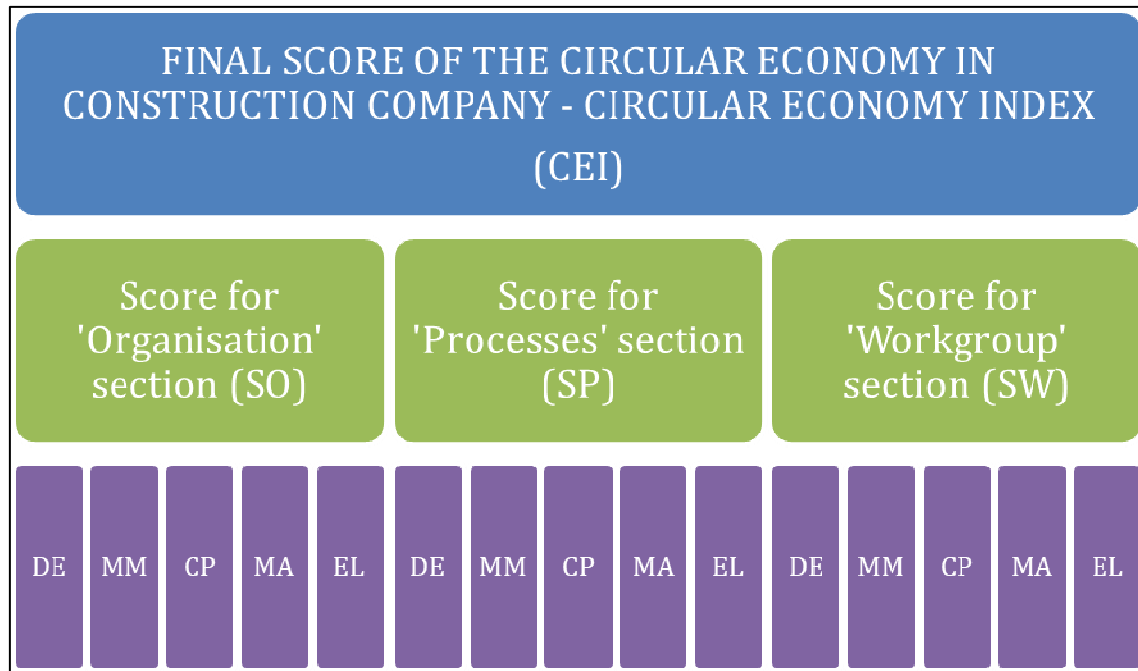 FINAL SCORE OF THE CIRCULAR ECONOMY IN
CONSTRUCTION COMPANY - CIRCULAR ECONOMY INDEX
(CEI)
Score for
'Organisation'
section (SO)
Score for
'Processes' section
(SP)
Score for
'Workgroup'
section (SW)
DE
MM
CP
MA
EL
DE
MM
CP
MA
EL
DE
MM
CP
MA
EL